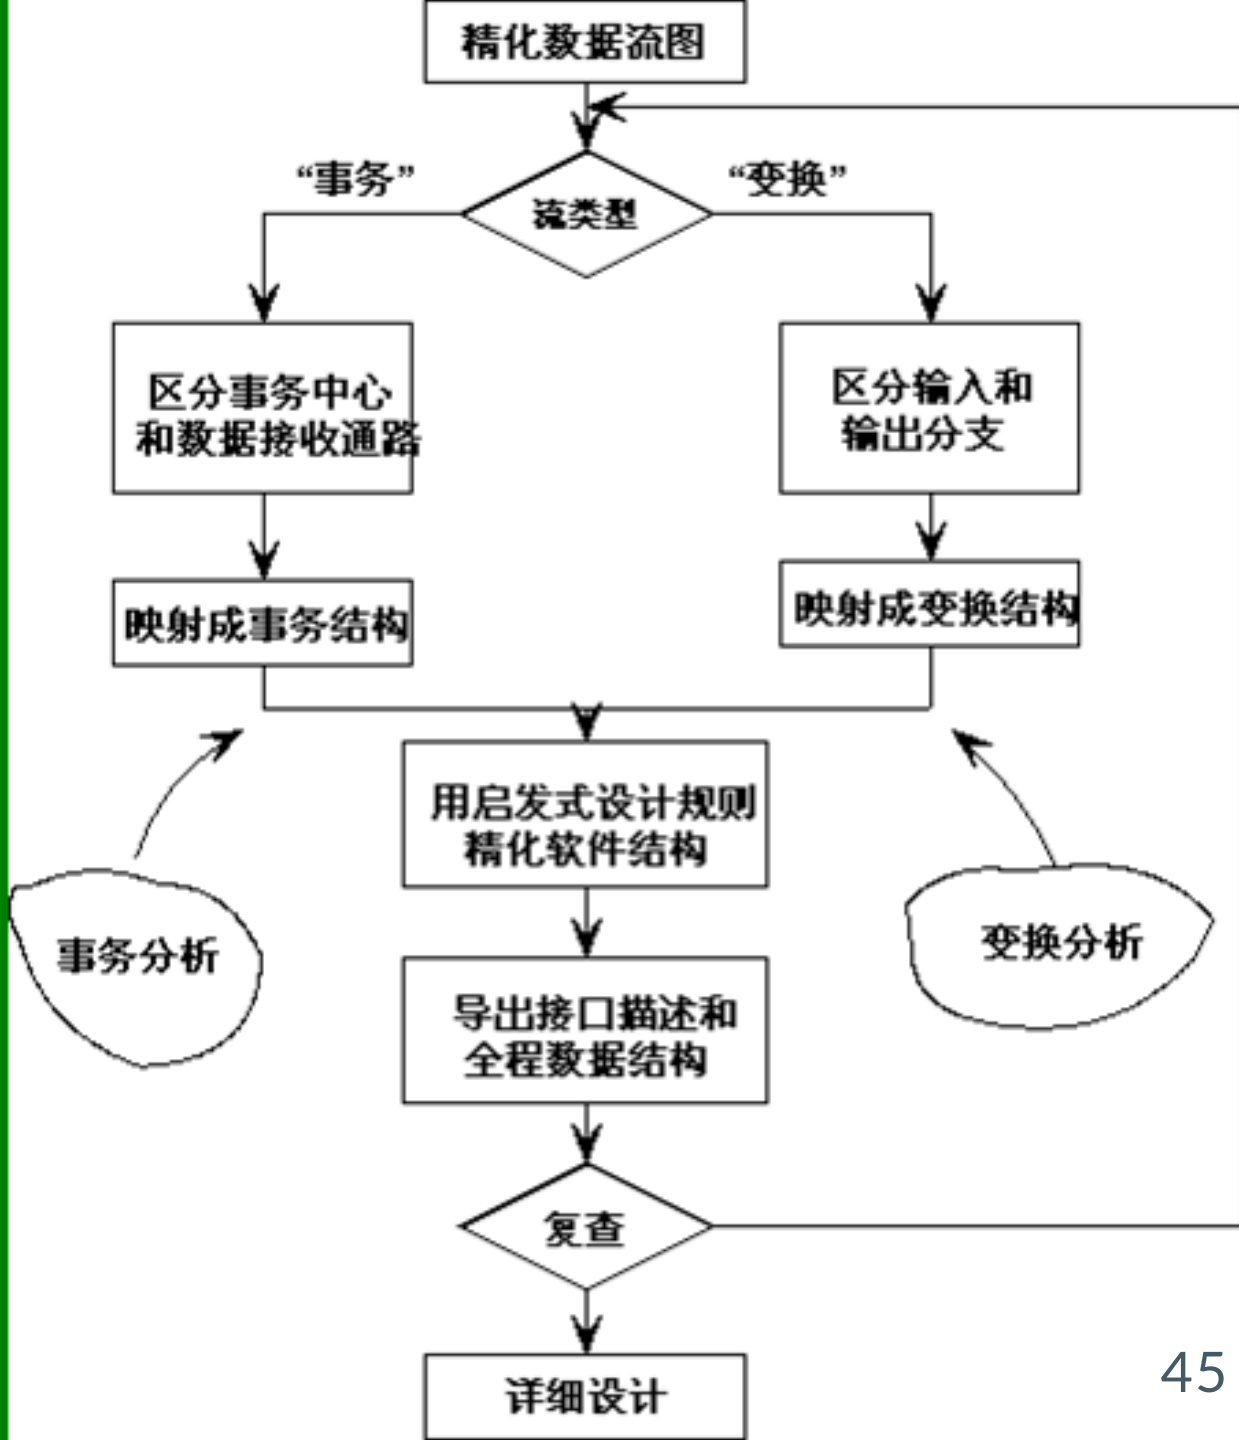 精化数据流图
“事务”
“变换”
流类型
区分事务中心
和数据接收通路
区分输入和
输出分支
映射成事务结构
映射成变换结构
用启发式设计规则
精化软件结构
事务分析
变换分析
导出接口描述和
全程数据结构
复查
详细设计
45